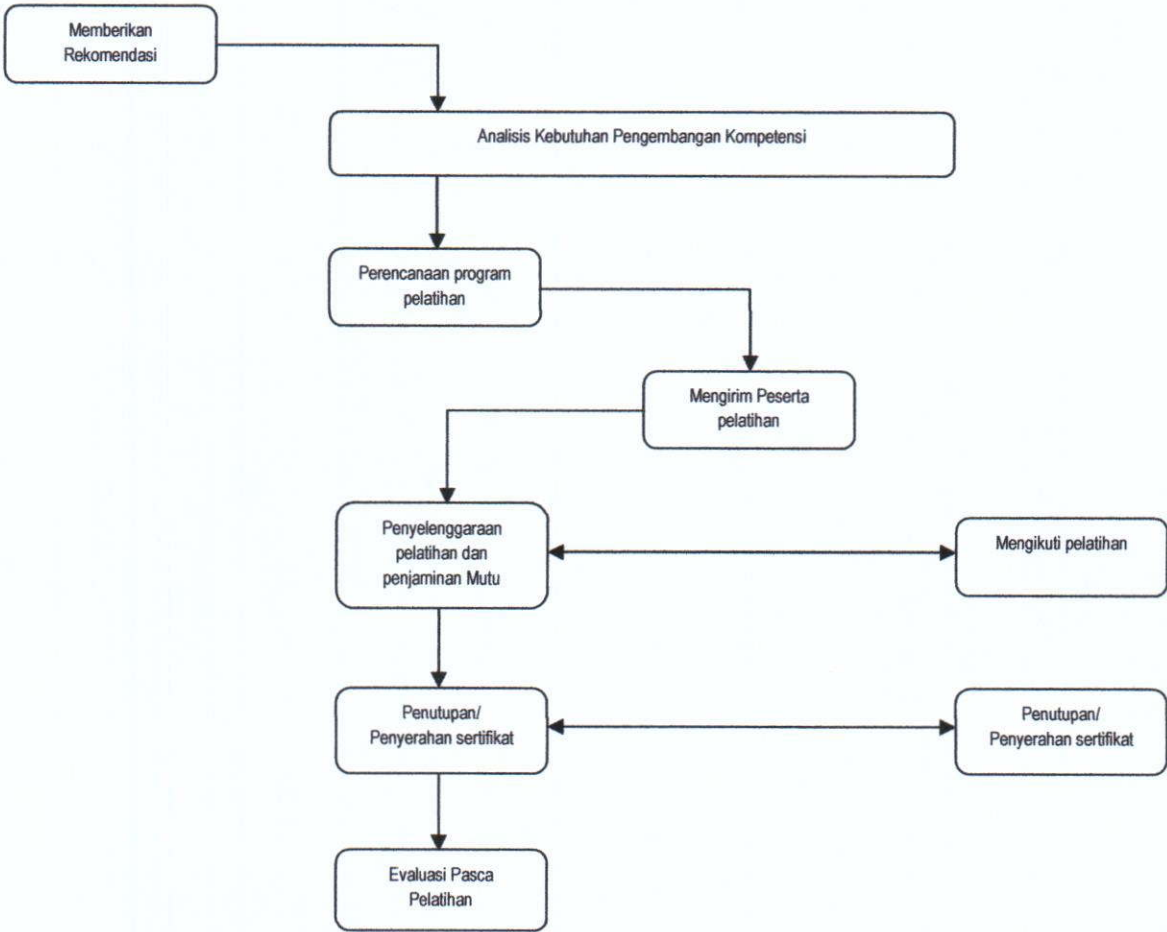 Memberikan
Rekomendasi
Analisis Kebutuhan Pengembangan Kompetensi
Perencanaan program
pelatihan
Mengirim Peserta
pelatihan
Penyelenggaraan
pelatihan dan
penjaminan Mutu
Mengikuti pelatihan
Penutupan/
Penyerahan sertifikat
Penutupan/
Penyerahan sertifikat
Evaluasi Pasca
Pelatihan